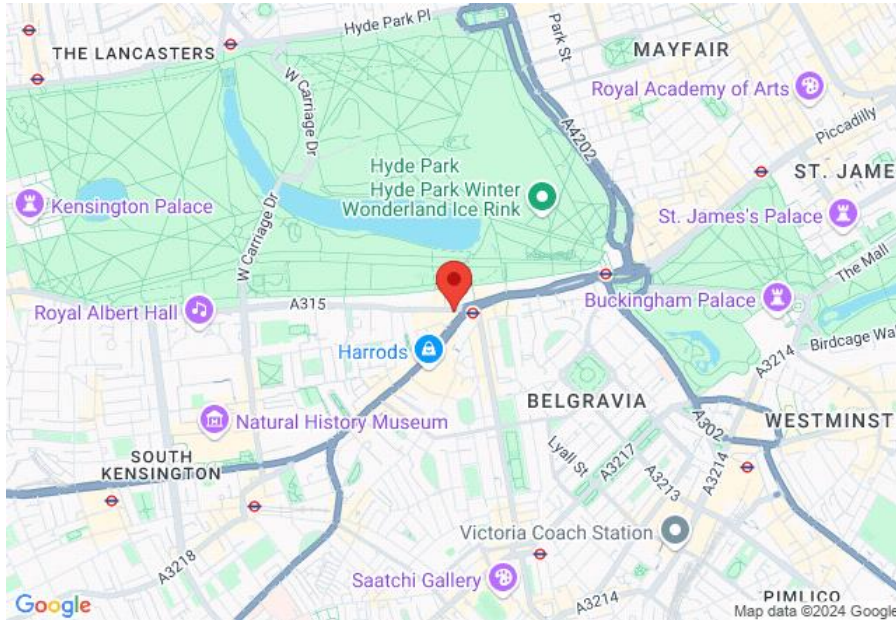 Hyde Park Pl
THE LANCASTERS
Park St
MAYFAIR
Royal Academy of Arts
W Carriage Dr
A4202
Piccadilly
Hyde Park
Hyde Park Winter
Wonderland Ice Rink
ST. JAME
Kensington Palace
St. James's Palace
W Carriage Dr
The Mall
Royal Albert Hall
A315
Buckingham Palace
Birdcage Wal
Harrods
A3214
BELGRAVIA
Natural History Museum
A302
WESTMINST
SOUTH
KENSINGTON
Lyall St
A3217
A3213
A3214
Victoria Coach Station
A3218
Saatchi Gallery
A3214
PIMLICO
Google
Map data ©2024 Google